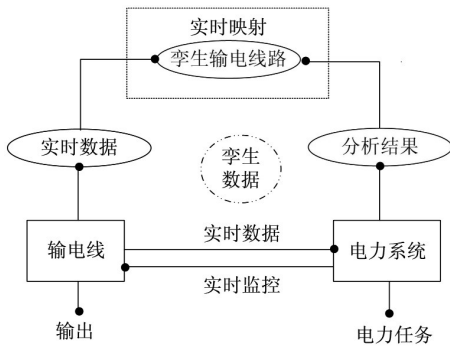 实时映射
孪生输电线路
实时数据
分析结果
孪生
数据
输电线
实时数据
实时监控
电力系统
输出
电力任务